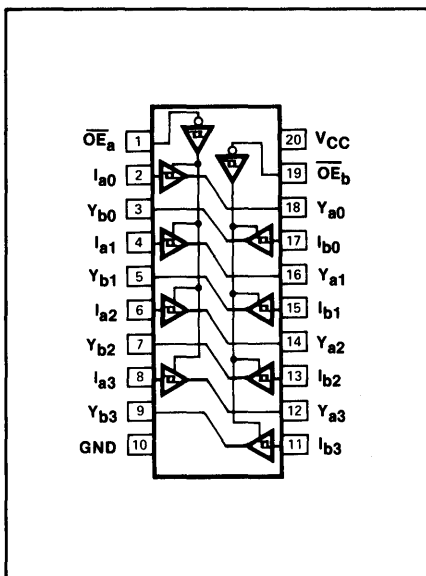 OEa 1 20 VCC
Ia0 2 19 OEb
Yb0 3 18 Ya0
Ia1 4 17 Ib0
Yb1 5 16 Ya1
Ia2 6 15 Ib1
Yb2 7 14 Ya2
Ia3 8 13 Ib2
Yb3 9 12 Ya3
GND 10 11 Ib3